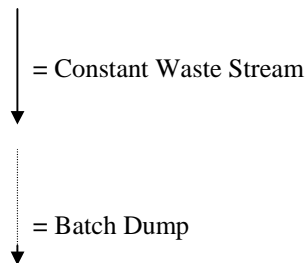 = Constant Waste Stream
= Batch Dump